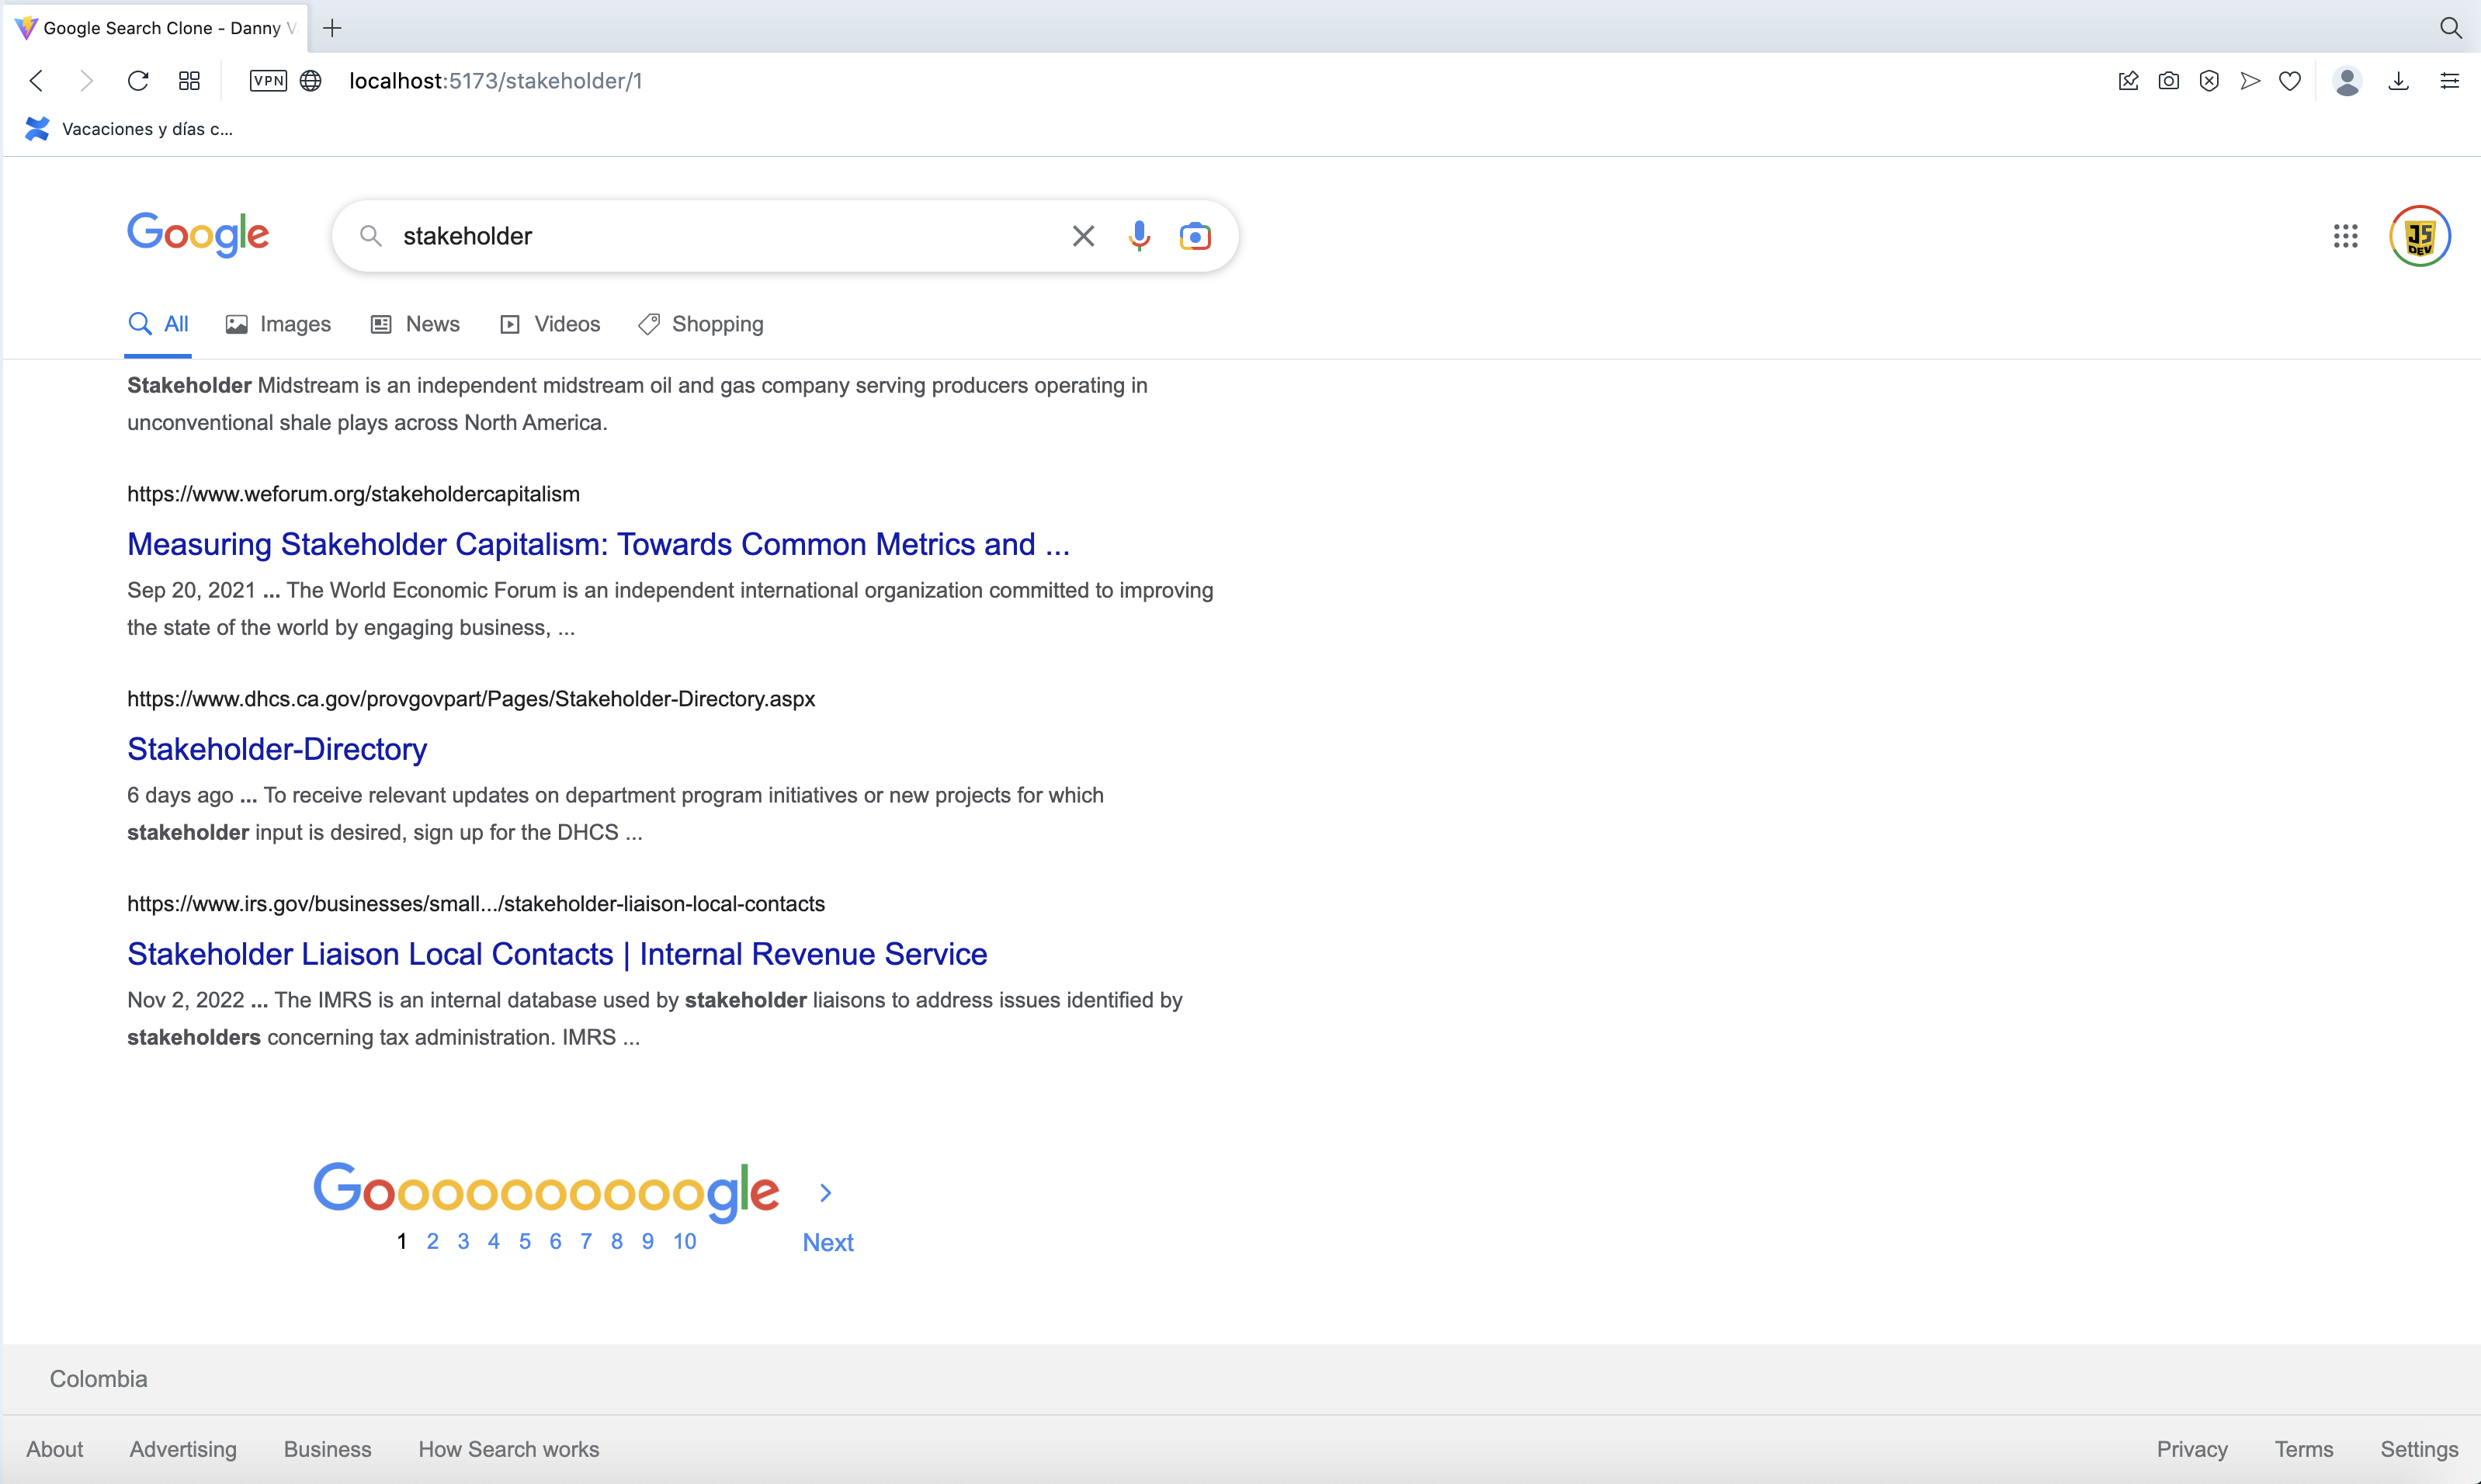 Google Search Clone - Danny V
VPN
localhost:5173/stakeholder/1
Vacaciones y días c...
Google
stakeholder
JS
DEV
All
Images
News
Videos
Shopping
Stakeholder Midstream is an independent midstream oil and gas company serving producers operating in
unconventional shale plays across North America.
https://www.weforum.org/stakeholdercapitalism
Measuring Stakeholder Capitalism: Towards Common Metrics and ...
Sep 20, 2021 ... The World Economic Forum is an independent international organization committed to improving
the state of the world by engaging business, ...
https://www.dhcs.ca.gov/provgovpart/Pages/Stakeholder-Directory.aspx
Stakeholder-Directory
6 days ago ... To receive relevant updates on department program initiatives or new projects for which
stakeholder input is desired, sign up for the DHCS ...
https://www.irs.gov/businesses/small.../stakeholder-liaison-local-contacts
Stakeholder Liaison Local Contacts | Internal Revenue Service
Nov 2, 2022 ... The IMRS is an internal database used by stakeholder liaisons to address issues identified by
stakeholders concerning tax administration. IMRS ...
Goooooooooogle
1 2 3 4 5 6 7 8 9 10
Next
Colombia
About
Advertising
Business
How Search works
Privacy
Terms
Settings